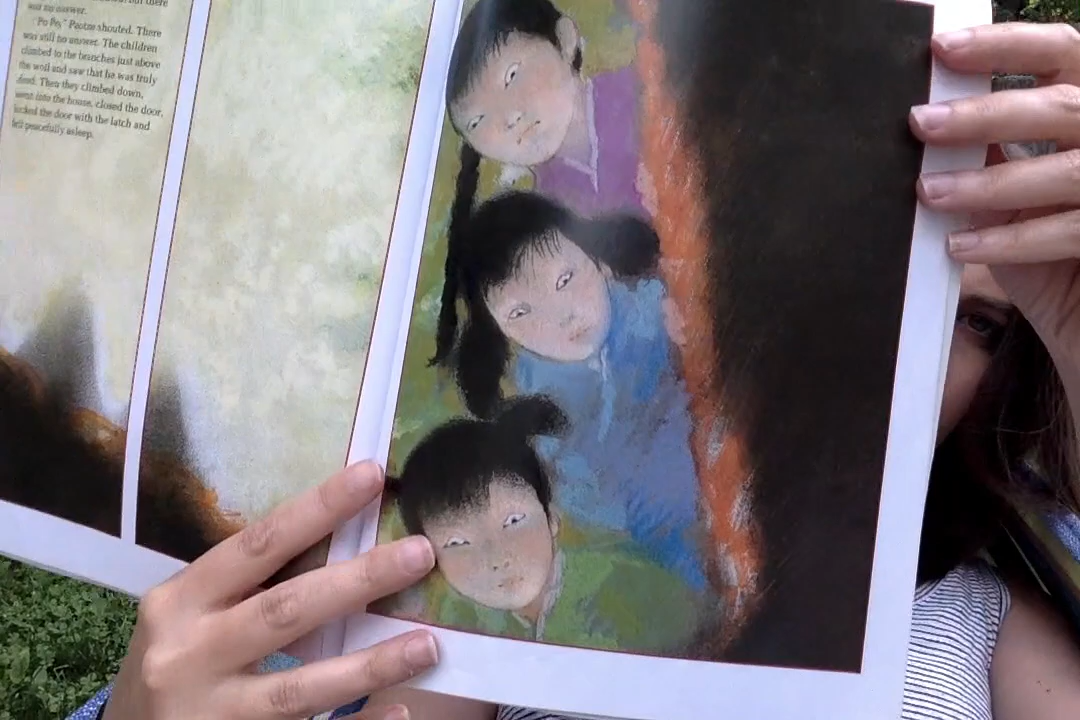 was no answer.
"Po Po," Paotze shouted. There
was still no answer. The children
climbed to the branches just above
the wolf and saw that he was truly
dead. Then they climbed down,
went into the house, closed the door,
locked the door with the latch and
fell peacefully asleep.